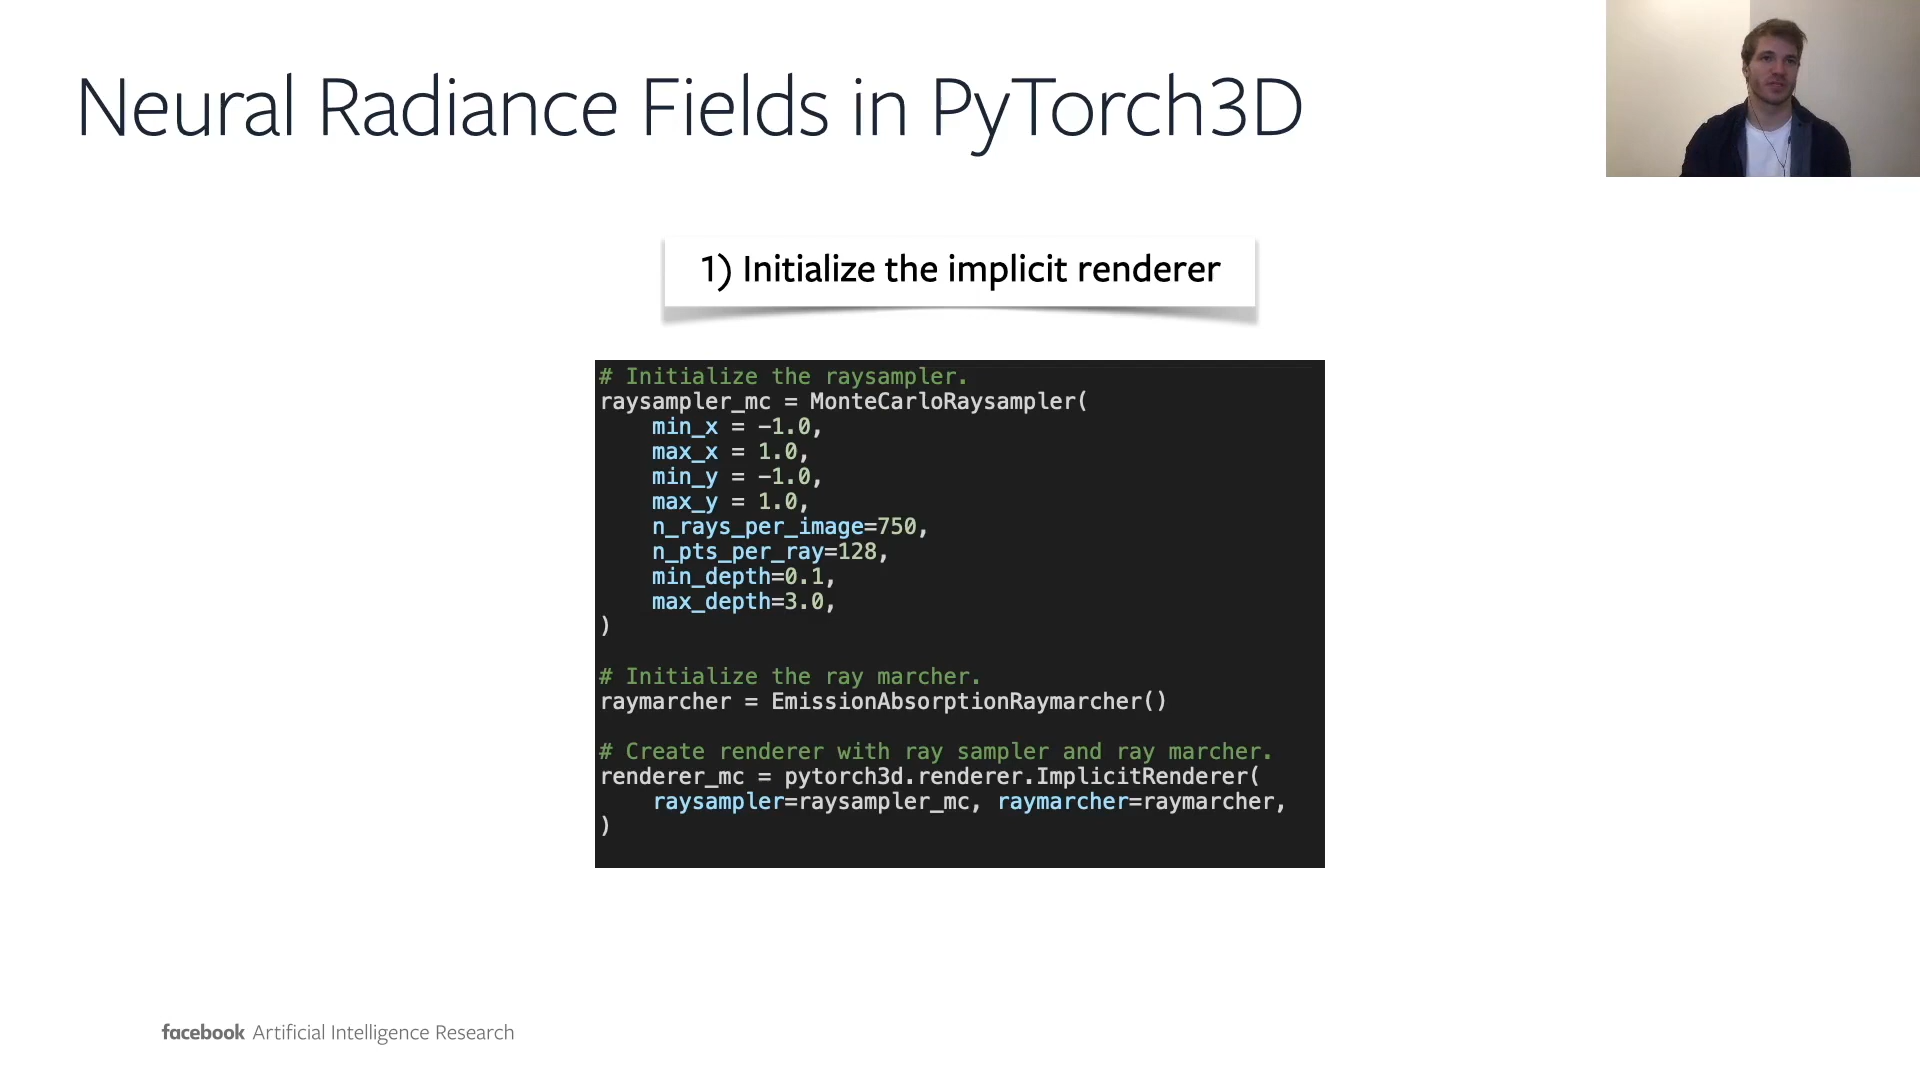 Neural Radiance Fields in PyTorch3D
1) Initialize the implicit renderer
# Initialize the raysampler.
raysampler_mc = MonteCarloRaysampler(
    min_x = -1.0,
    max_x = 1.0,
    min_y = -1.0,
    max_y = 1.0,
    n_rays_per_image=750,
    n_pts_per_ray=128,
    min_depth=0.1,
    max_depth=3.0,
)
# Initialize the ray marcher.
raymarcher = EmissionAbsorptionRaymarcher()
# Create renderer with ray sampler and ray marcher.
renderer_mc = pytorch3d.renderer.ImplicitRenderer(
    raysampler=raysampler_mc, raymarcher=raymarcher,
)
facebook Artificial Intelligence Research